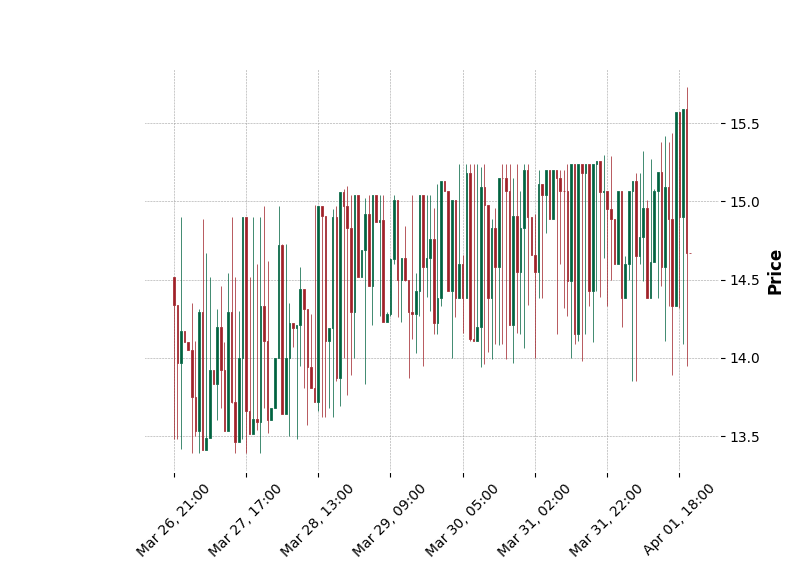 15.5
15.0
14.5
14.0
13.5
Price
Mar 26, 21:00
Mar 27, 17:00
Mar 28, 13:00
Mar 29, 09:00
Mar 30, 05:00
Mar 31, 02:00
Mar 31, 22:00
Apr 01, 18:00